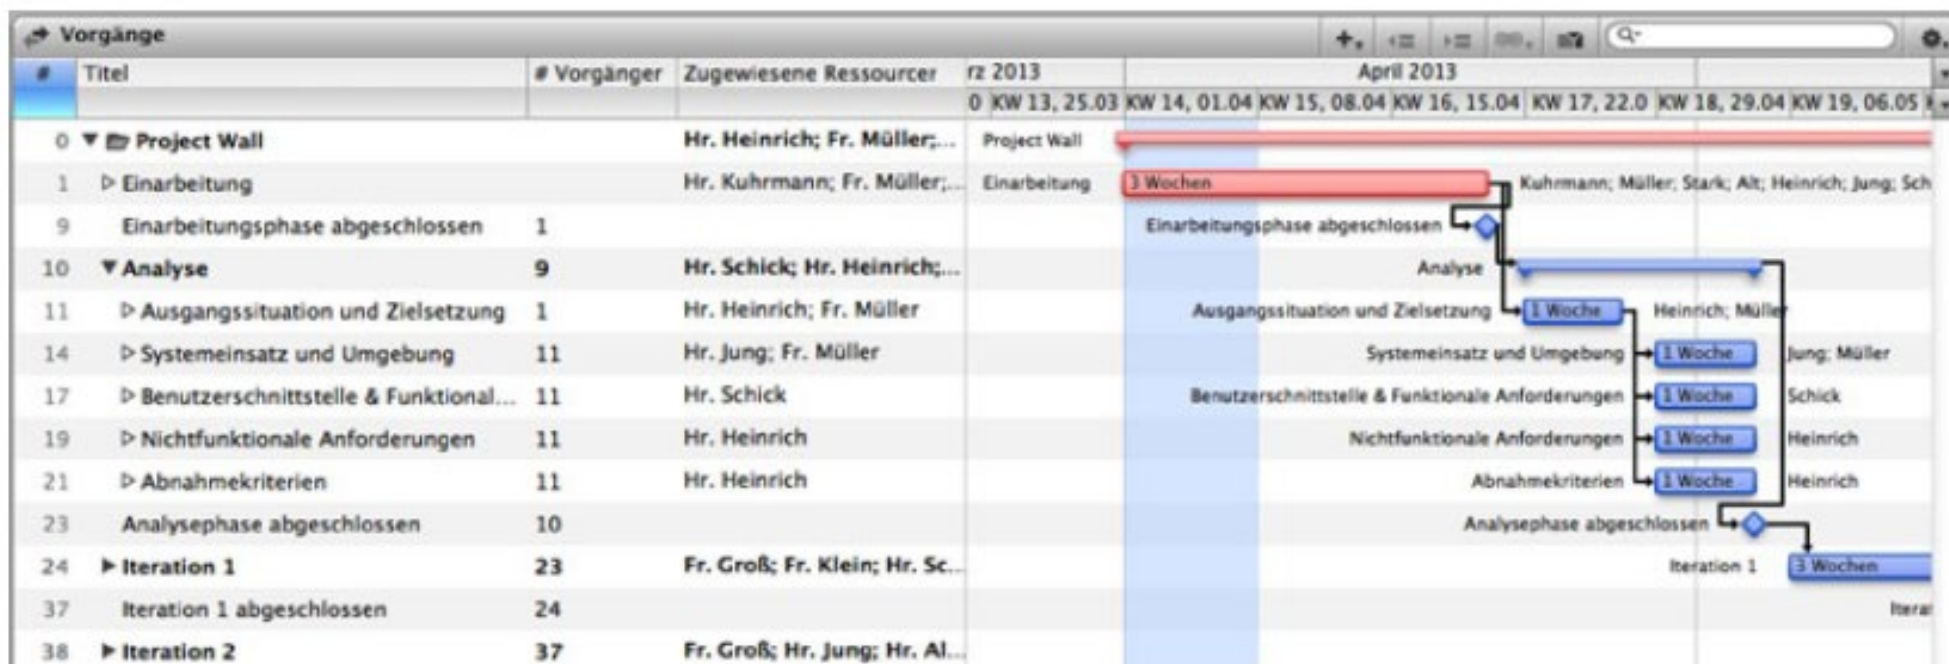 Vorgänge
# Titel # Vorgänger Zugewiesene Ressourcer rz 2013 April 2013
0 KW 13, 25.03 KW 14, 01.04 KW 15, 08.04 KW 16, 15.04 KW 17, 22.0 KW 18, 29.04 KW 19, 06.05
0 Project Wall Hr. Heinrich; Fr. Müller;... Project Wall
1 Einarbeitung Hr. Kuhrmann; Fr. Müller;... Einarbeitung 3 Wochen Kuhrmann; Müller; Stark; Alt; Heinrich; Jung; Sch
9 Einarbeitungsphase abgeschlossen 1 Einarbeitungsphase abgeschlossen
10 Analyse 9 Hr. Schick; Hr. Heinrich;... Analyse
11 Ausgangssituation und Zielsetzung 1 Hr. Heinrich; Fr. Müller Ausgangssituation und Zielsetzung 1 Woche Heinrich; Müller
14 Systemeinsatz und Umgebung 11 Hr. Jung; Fr. Müller Systemeinsatz und Umgebung 1 Woche Jung; Müller
17 Benutzerschnittstelle & Funktional... 11 Hr. Schick Benutzerschnittstelle & Funktionale Anforderungen 1 Woche Schick
19 Nichtfunktionale Anforderungen 11 Hr. Heinrich Nichtfunktionale Anforderungen 1 Woche Heinrich
21 Abnahmekriterien 11 Hr. Heinrich Abnahmekriterien 1 Woche Heinrich
23 Analysephase abgeschlossen 10 Analysephase abgeschlossen
24 Iteration 1 23 Fr. Groß; Fr. Klein; Hr. Sc... Iteration 1 3 Wochen
37 Iteration 1 abgeschlossen 24 Itera
38 Iteration 2 37 Fr. Groß; Hr. Jung; Hr. Al...